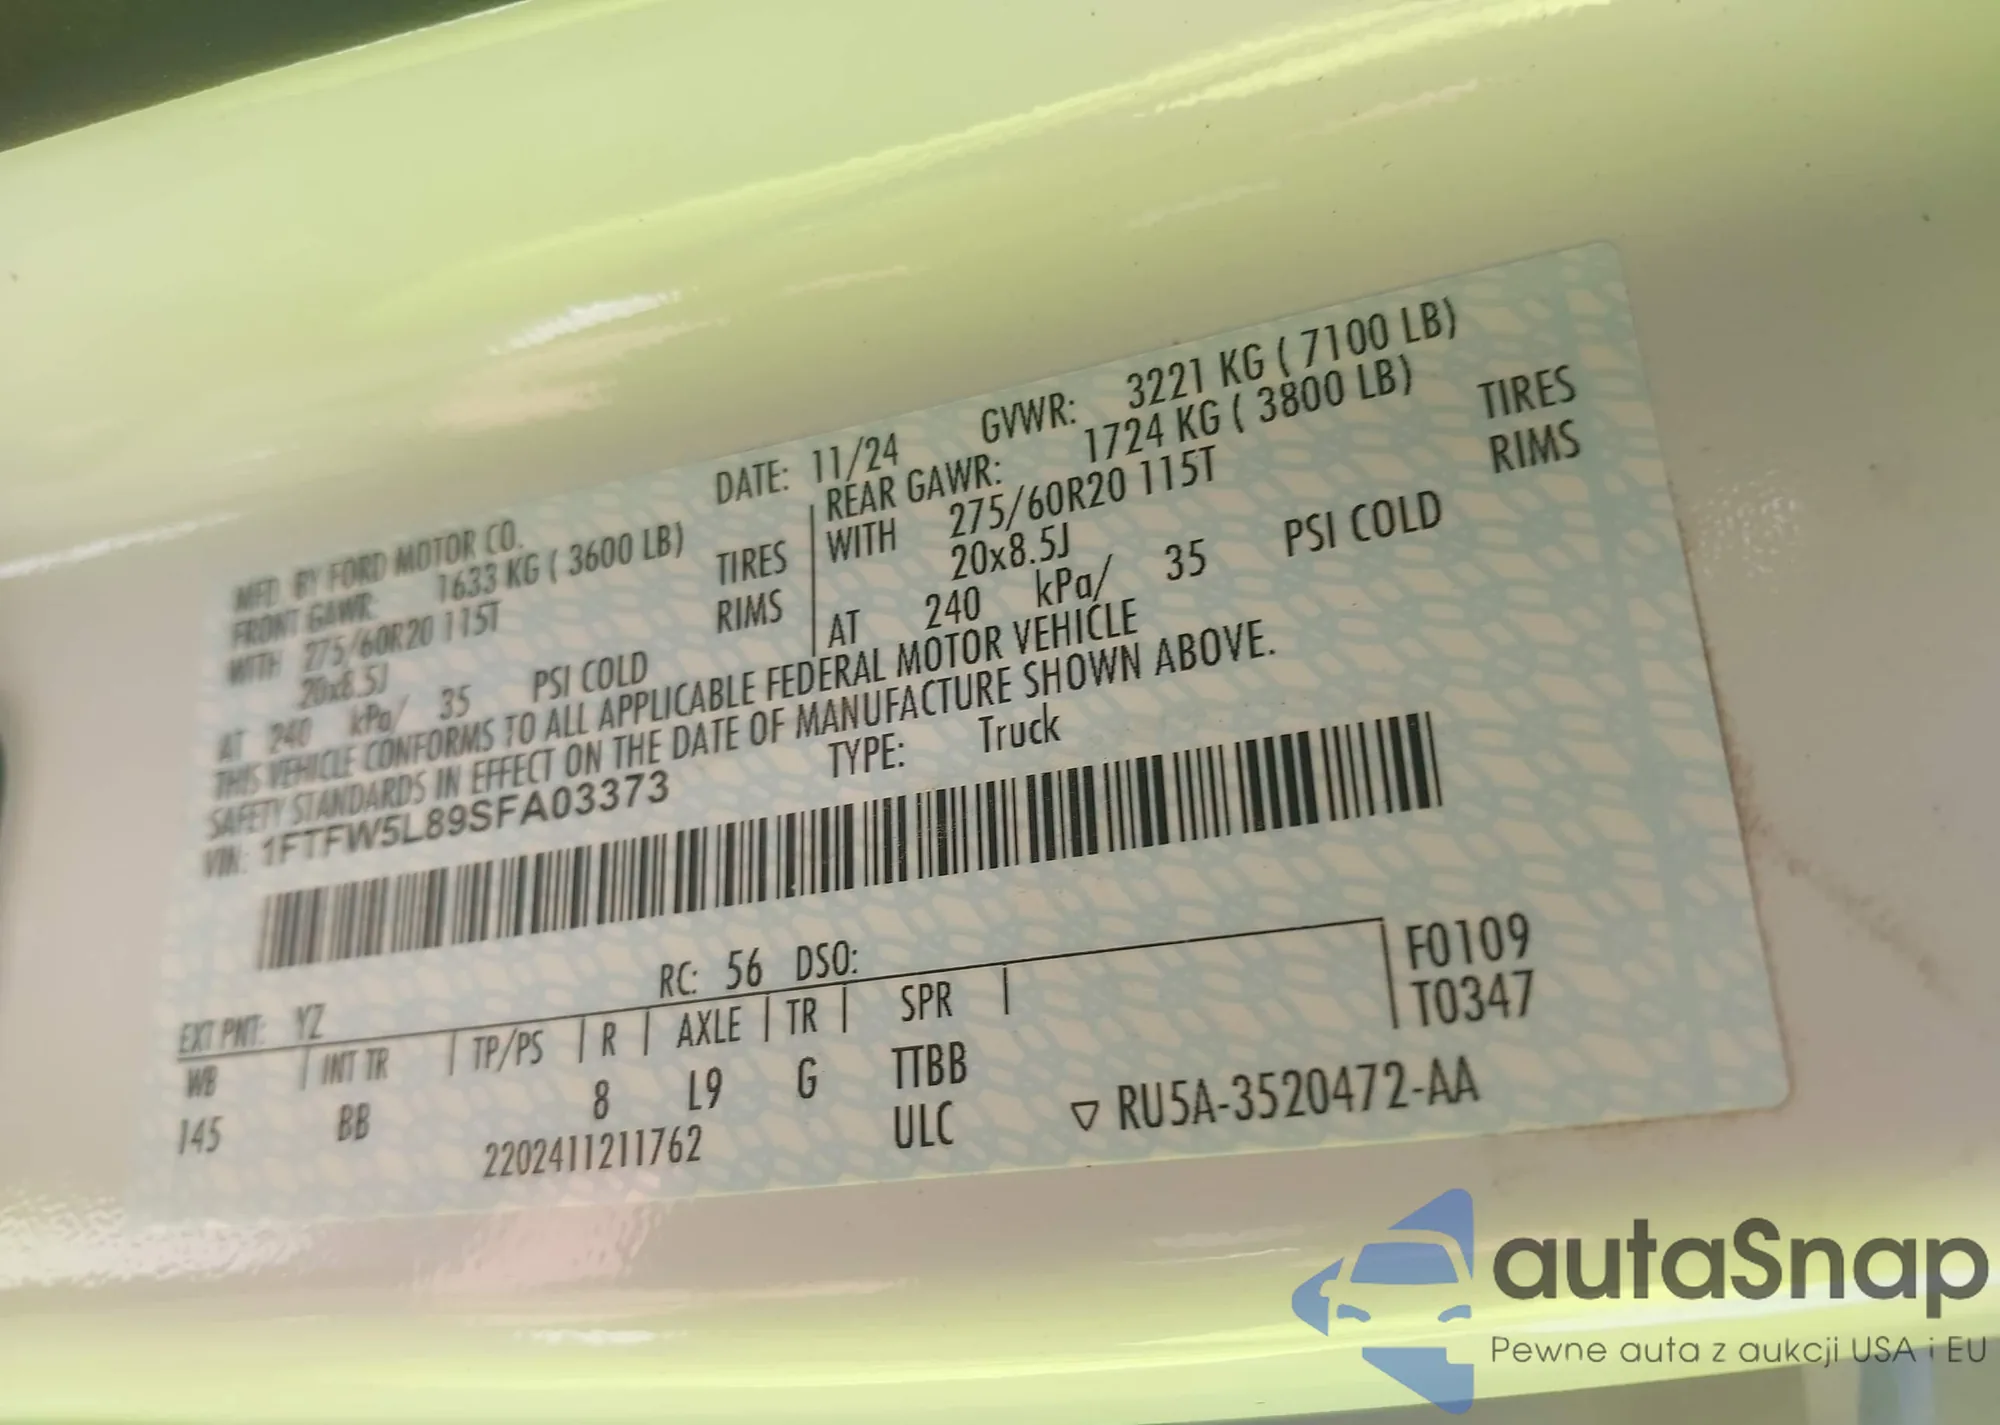 MFD. BY FORD MOTOR CO.
DATE: 11/24
GVWR: 3221 KG ( 7100 LB)
FRONT GAWR: 1633 KG ( 3600 LB)
WITH 275/60R20 115T TIRES
20x8.5J RIMS
AT 240 kPa/ 35 PSI COLD
REAR GAWR: 1724 KG ( 3800 LB)
WITH 275/60R20 115T TIRES
20x8.5J RIMS
AT 240 kPa/ 35 PSI COLD
THIS VEHICLE CONFORMS TO ALL APPLICABLE FEDERAL MOTOR VEHICLE
SAFETY STANDARDS IN EFFECT ON THE DATE OF MANUFACTURE SHOWN ABOVE.
VIN: 1FTFW5L89SFA03373
TYPE: Truck
EXT PNT: YZ RC: 56 DSO:
F0109
T0347
WB | INT TR | TP/PS | R | AXLE | TR | SPR |
145 BB 8 L9 G TTBB
2202411211762 ULC
▽ RU5A-3520472-AA
autaSnap
Pewne auta z aukcji USA i EU